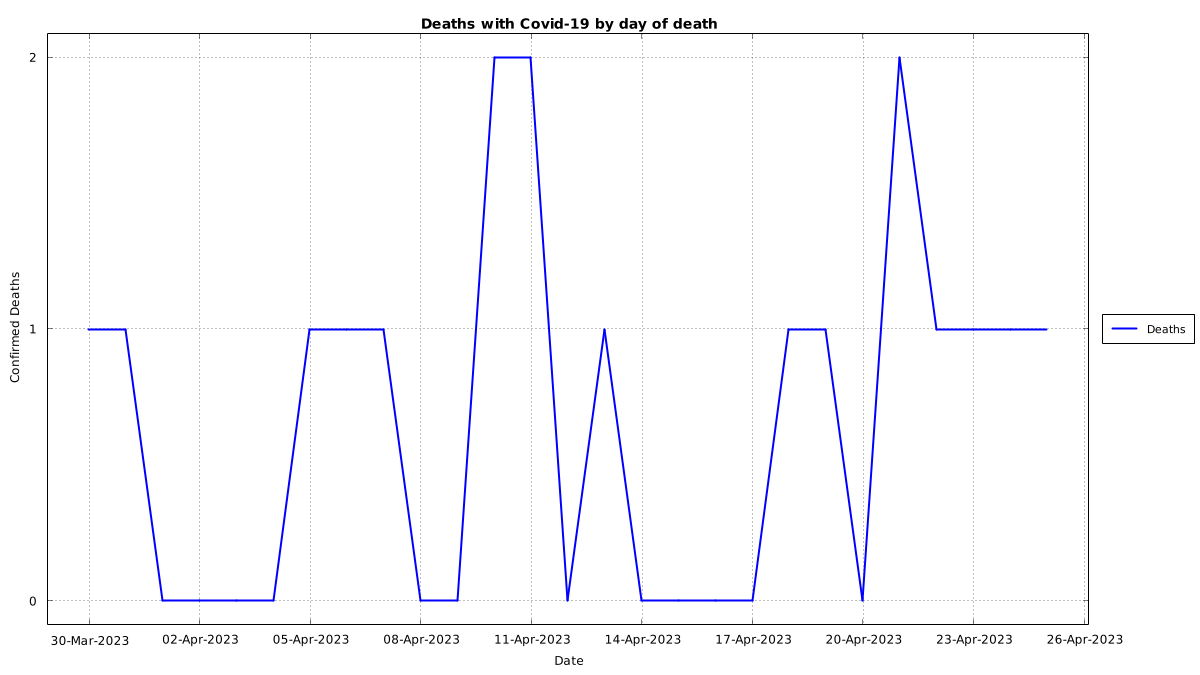 Deaths with Covid-19 by day of death
2
1
0
Confirmed Deaths
30-Mar-2023 02-Apr-2023 05-Apr-2023 08-Apr-2023 11-Apr-2023 14-Apr-2023 17-Apr-2023 20-Apr-2023 23-Apr-2023 26-Apr-2023
Date
Deaths